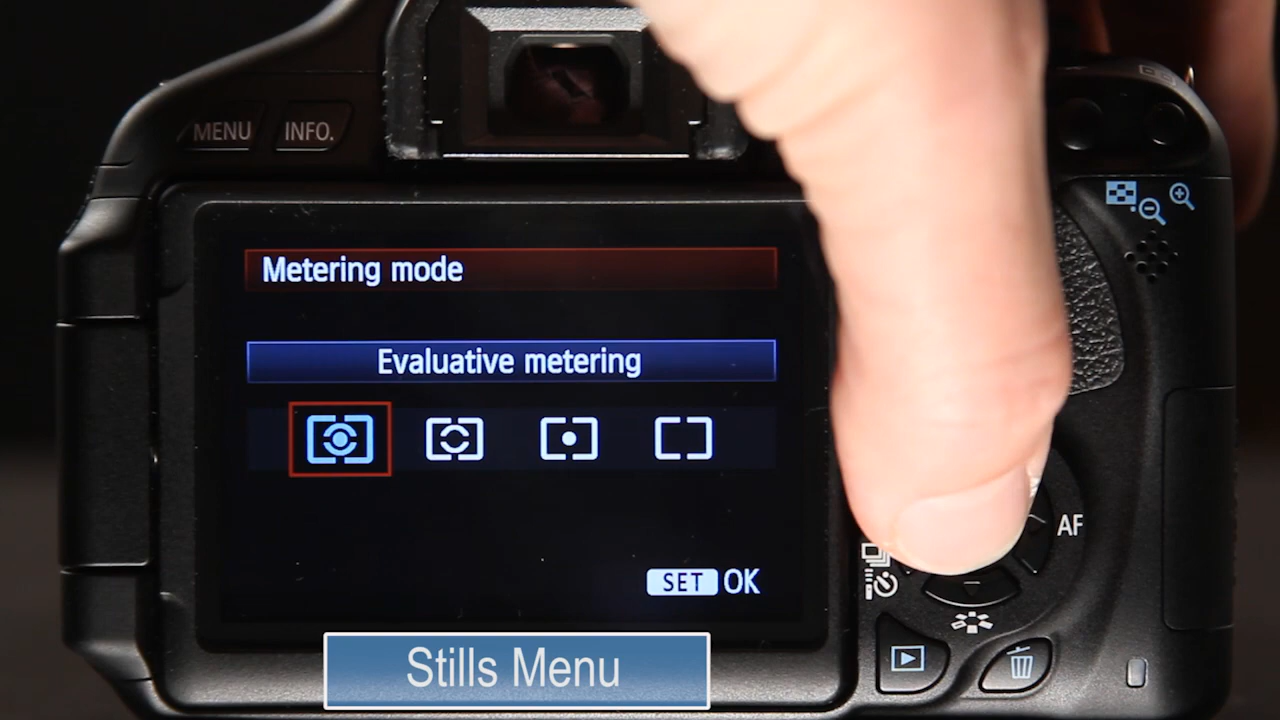 MENU
INFO.
Metering mode
Evaluative metering
SET OK
AF
Stills Menu